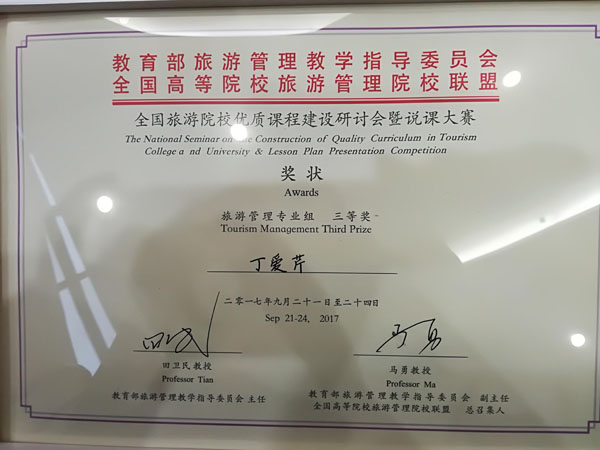 教育部旅游管理教学指导委员会
全国高等院校旅游管理院校联盟
全国旅游院校优质课程建设研讨会暨说课大赛
The National Seminar on the Construction of Quality Curriculum in Tourism
College a nd University & Lesson Plan Presentation Competition
奖状
Awards
旅游管理专业组 三等奖
Tourism Management Third Prize
丁爱芹
二〇一七年九月二十一日至二十四日
Sep 21-24, 2017
田卫民教授
Professor Tian
教育部旅游管理教学指导委员会 主任
马勇
马勇教授
Professor Ma
教育部旅游管理教学指导委员会 副主任
全国高等院校旅游管理院校联盟 总召集人